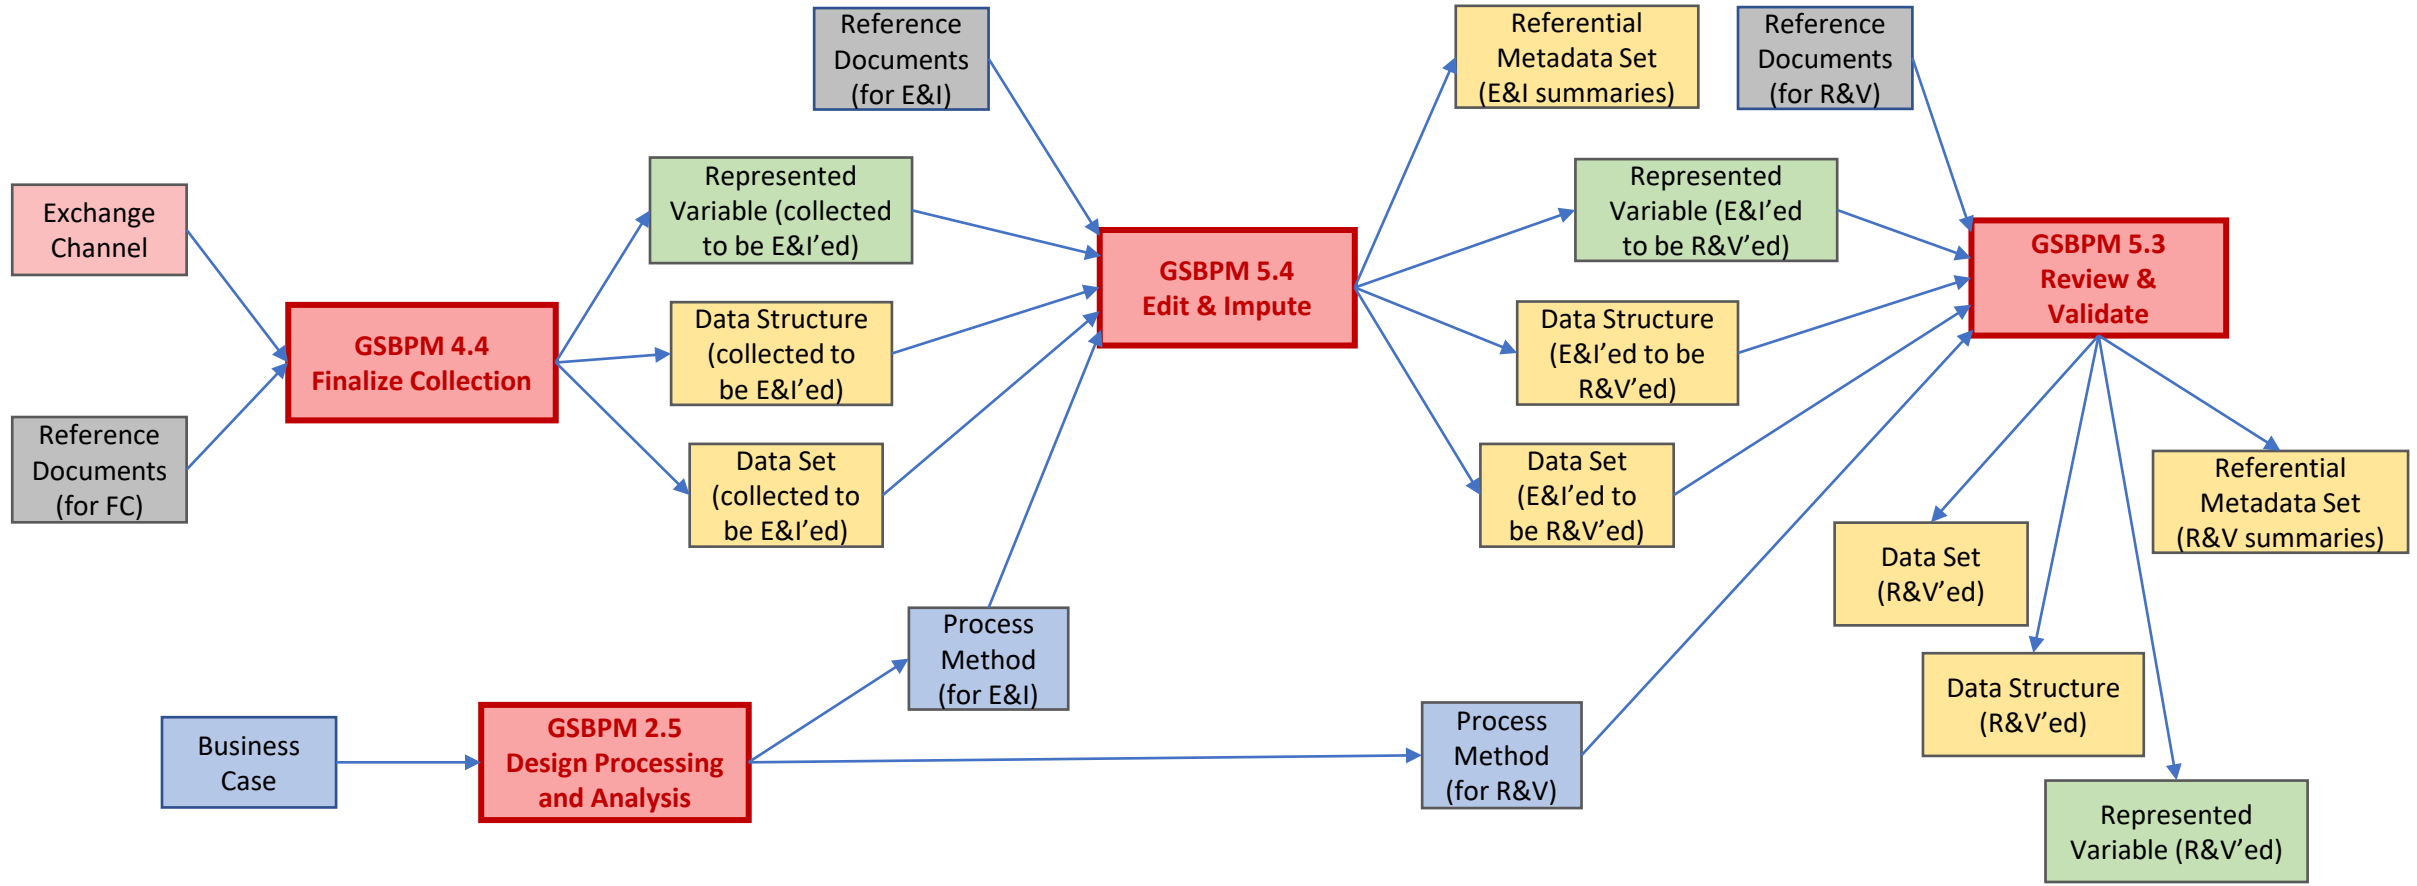 Reference
Documents
(for E&I)
Referential
Metadata Set
(E&I summaries)
Reference
Documents
(for R&V)
Exchange
Channel
Represented
Variable (collected
to be E&I’ed)
Represented
Variable (E&I’ed
to be R&V’ed)
GSBPM 5.4
Edit & Impute
GSBPM 5.3
Review &
Validate
GSBPM 4.4
Finalize Collection
Data Structure
(collected to
be E&I’ed)
Data Structure
(E&I’ed to be
R&V’ed)
Reference
Documents
(for FC)
Data Set
(collected to
be E&I’ed)
Data Set
(E&I’ed to
be R&V’ed)
Referential
Metadata Set
(R&V summaries)
Data Set
(R&V’ed)
Process
Method
(for E&I)
Data Structure
(R&V’ed)
Business
Case
GSBPM 2.5
Design Processing
and Analysis
Process
Method
(for R&V)
Represented
Variable (R&V’ed)